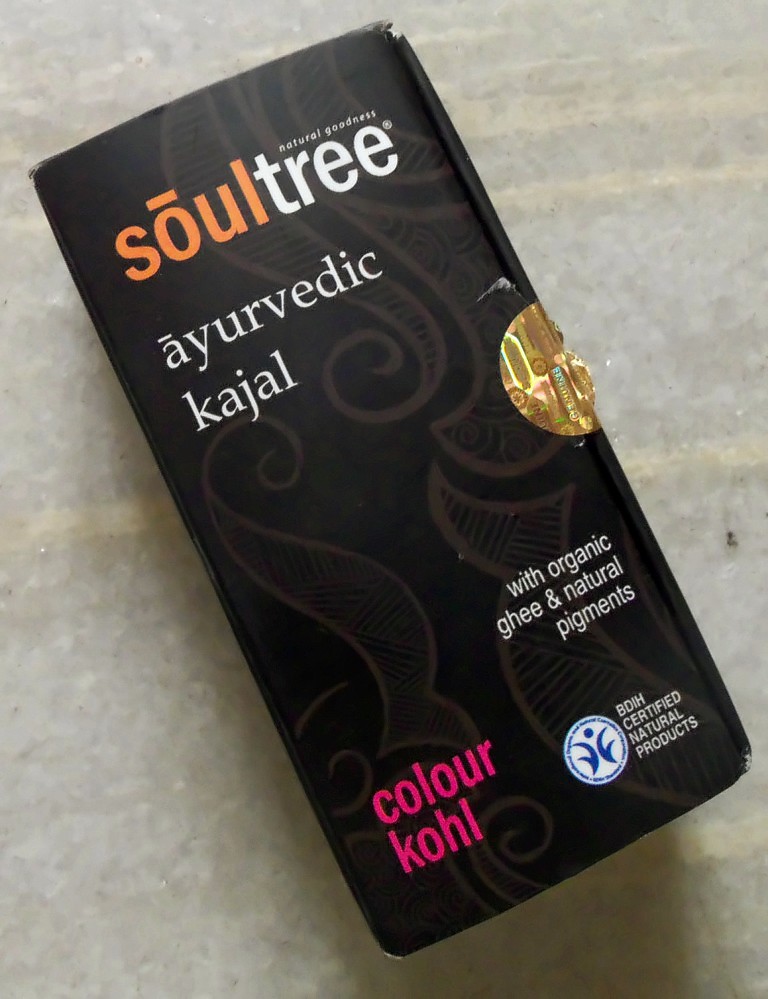 natural goodness
sōultree®
āyurvedic
kajal
with organic
ghee & natural
pigments
BDIH
CERTIFIED
NATURAL
PRODUCTS
colour
kohl